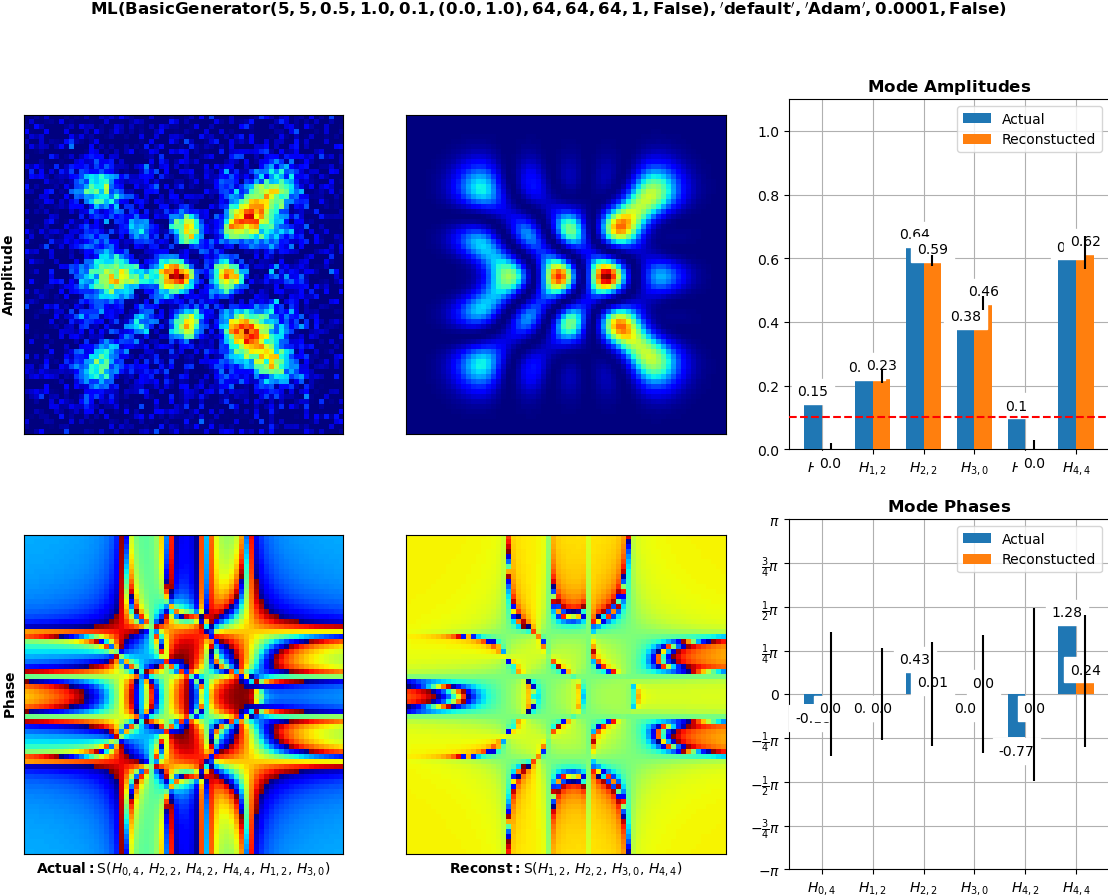 ML(BasicGenerator(5, 5, 0.5, 1.0, 0.1, (0.0, 1.0), 64, 64, 64, 1, False), ′default′, ′Adam′, 0.0001, False)
Mode Amplitudes
Amplitude
Actual
Reconstucted
1.0
0.8
0.6
0.4
0.2
0.0
0.15
0.0
0.23
0.64
0.59
0.38
0.46
0.1
0.0
0.62
H₁,₂
H₂,₂
H₃,₀
H₄,₄
Mode Phases
Phase
Actual
Reconstucted
π
3/4π
1/2π
1/4π
0
−1/4π
−1/2π
−3/4π
−π
0.0
0.0
0.43
0.01
0.0
0.0
-0.77
0.0
1.28
0.24
H₀,₄
H₁,₂
H₂,₂
H₃,₀
H₄,₂
H₄,₄
Actual: S(H₀,₄, H₂,₂, H₄,₂, H₄,₄, H₁,₂, H₃,₀)
Reconst: S(H₁,₂, H₂,₂, H₃,₀, H₄,₄)